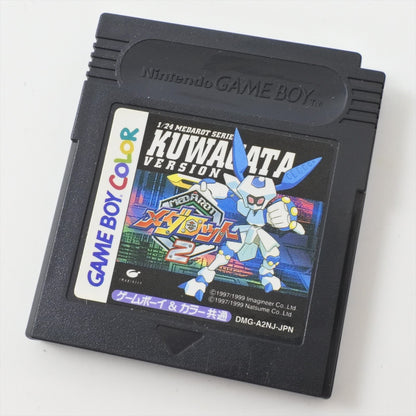 Nintendo GAME BOY™
1/24 MEDAROT SERIE
KUWAGATA
VERSION
GAME BOY COLOR
MEDAROT
メダロット
2
imagineer
©1997/1999 Imagineer Co. Ltd
©1997/1999 Natsume Co. Ltd.
DMG-A2NJ-JPN
ゲームボーイ & カラー共通